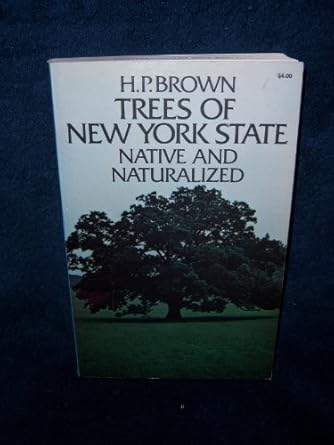 H.P.BROWN
$4.00
TREES OF
NEW YORK STATE
NATIVE AND
NATURALIZED